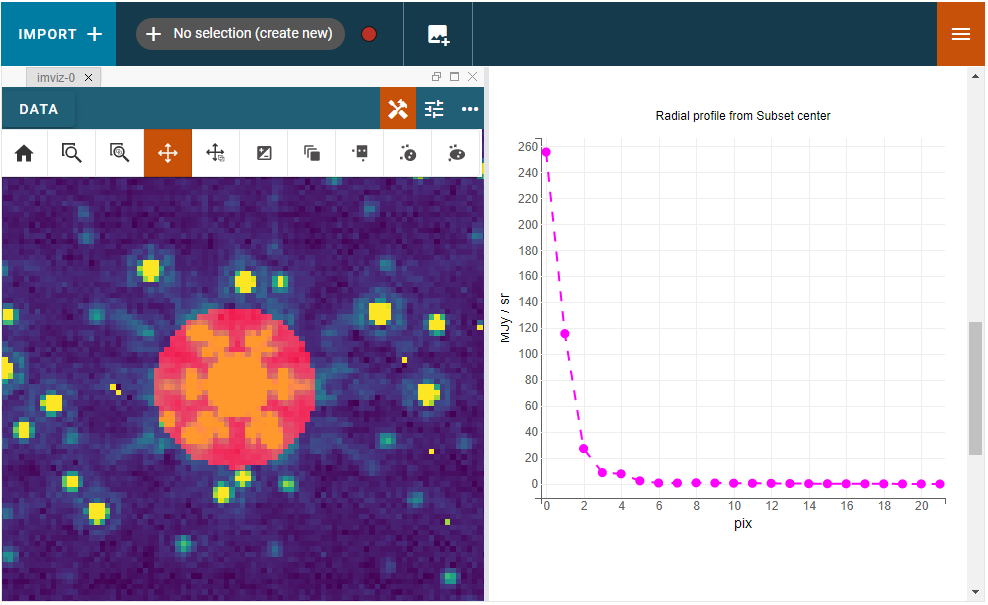 IMPORT
No selection (create new)
imviz-0
DATA
Radial profile from Subset center
260
240
220
200
180
160
140
120
100
80
60
40
20
0
MJy / sr
0 2 4 6 8 10 12 14 16 18 20
pix